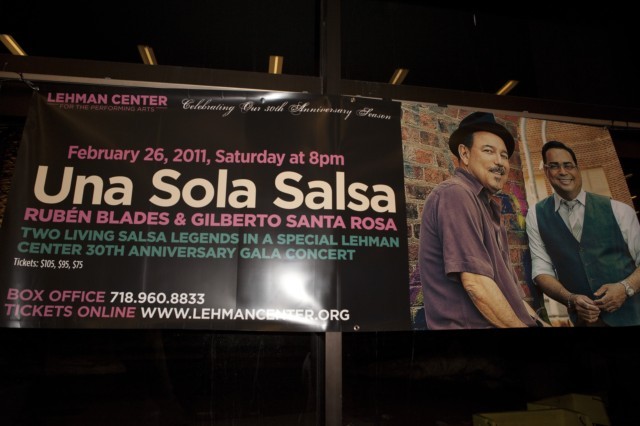 LEHMAN CENTER
FOR THE PERFORMING ARTS
Celebrating Our 30th Anniversary Season
February 26, 2011, Saturday at 8pm
Una Sola Salsa
RUBÉN BLADES & GILBERTO SANTA ROSA
TWO LIVING SALSA LEGENDS IN A SPECIAL LEHMAN
CENTER 30TH ANNIVERSARY GALA CONCERT
Tickets: $105, $95, $75
BOX OFFICE 718.960.8833
TICKETS ONLINE WWW.LEHMANCENTER.ORG